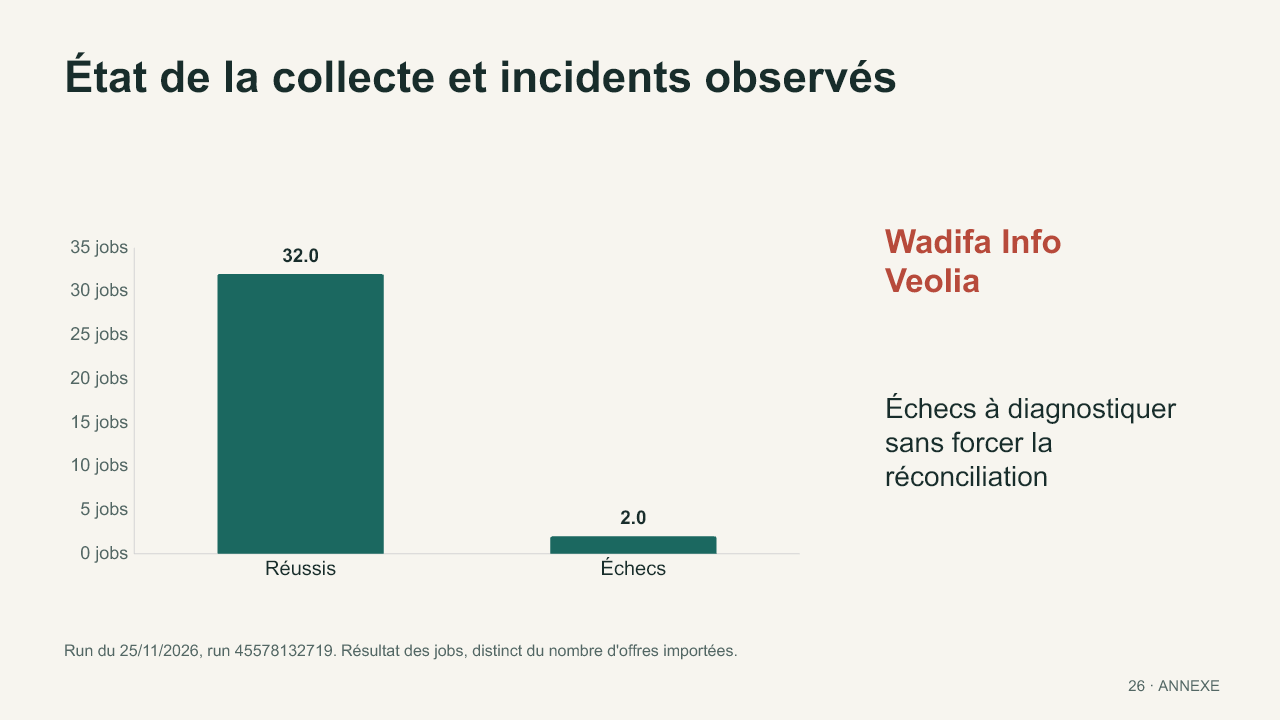 État de la collecte et incidents observés
35 jobs
30 jobs
25 jobs
20 jobs
15 jobs
10 jobs
5 jobs
0 jobs
32.0
2.0
Réussis
Échecs
Wadifa Info
Veolia
Échecs à diagnostiquer
sans forcer la
réconciliation
Run du 25/11/2026, run 45578132719. Résultat des jobs, distinct du nombre d'offres importées.
26 · ANNEXE